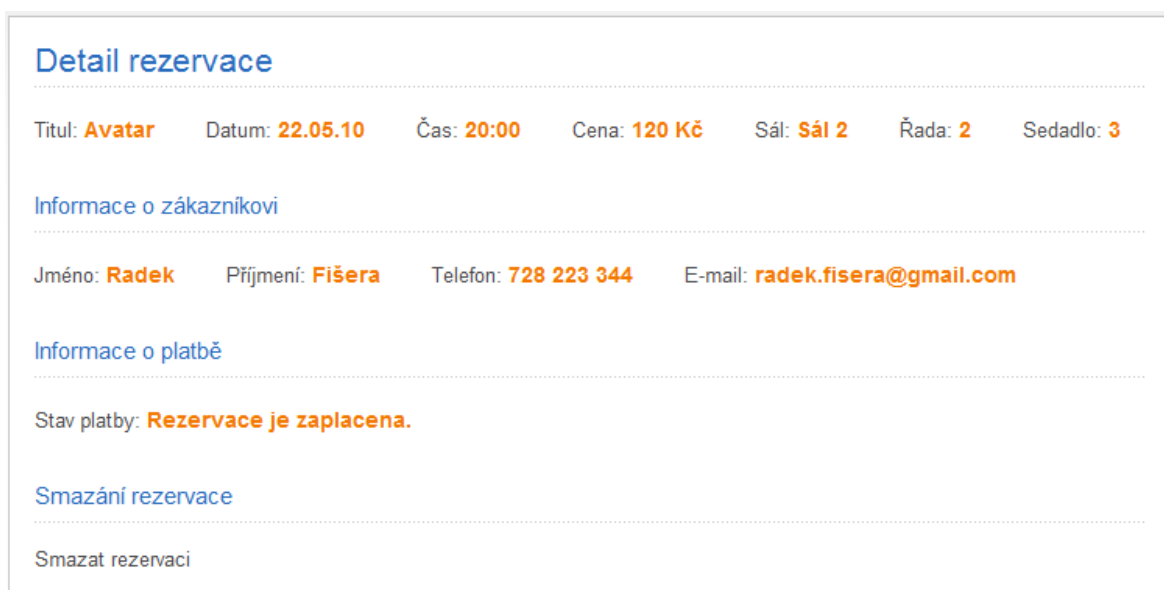 Detail rezervace
Titul: Avatar Datum: 22.05.10 Čas: 20:00 Cena: 120 Kč Sál: Sál 2 Řada: 2 Sedadlo: 3
Informace o zákazníkovi
Jméno: Radek Příjmení: Fišera Telefon: 728 223 344 E-mail: radek.fisera@gmail.com
Informace o platbě
Stav platby: Rezervace je zaplacena.
Smazání rezervace
Smazat rezervaci